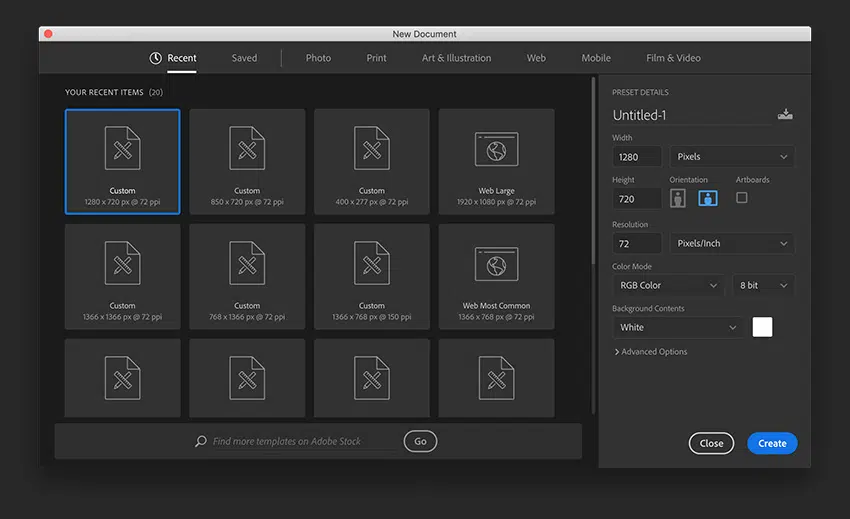 New Document
Recent
Saved
Photo
Print
Art & Illustration
Web
Mobile
Film & Video
YOUR RECENT ITEMS (20)
Custom
1280 x 720 px @ 72 ppi
Custom
850 x 720 px @ 72 ppi
Custom
400 x 277 px @ 72 ppi
Web Large
1920 x 1080 px @ 72 ppi
Custom
1366 x 1366 px @ 72 ppi
Custom
768 x 1366 px @ 72 ppi
Custom
1366 x 768 px @ 150 ppi
Web Most Common
1366 x 768 px @ 72 ppi
Find more templates on Adobe Stock
Go
PRESET DETAILS
Untitled-1
Width
1280
Pixels
Height
Orientation
Artboards
720
Resolution
72
Pixels/Inch
Color Mode
RGB Color
8 bit
Background Contents
White
Advanced Options
Close
Create